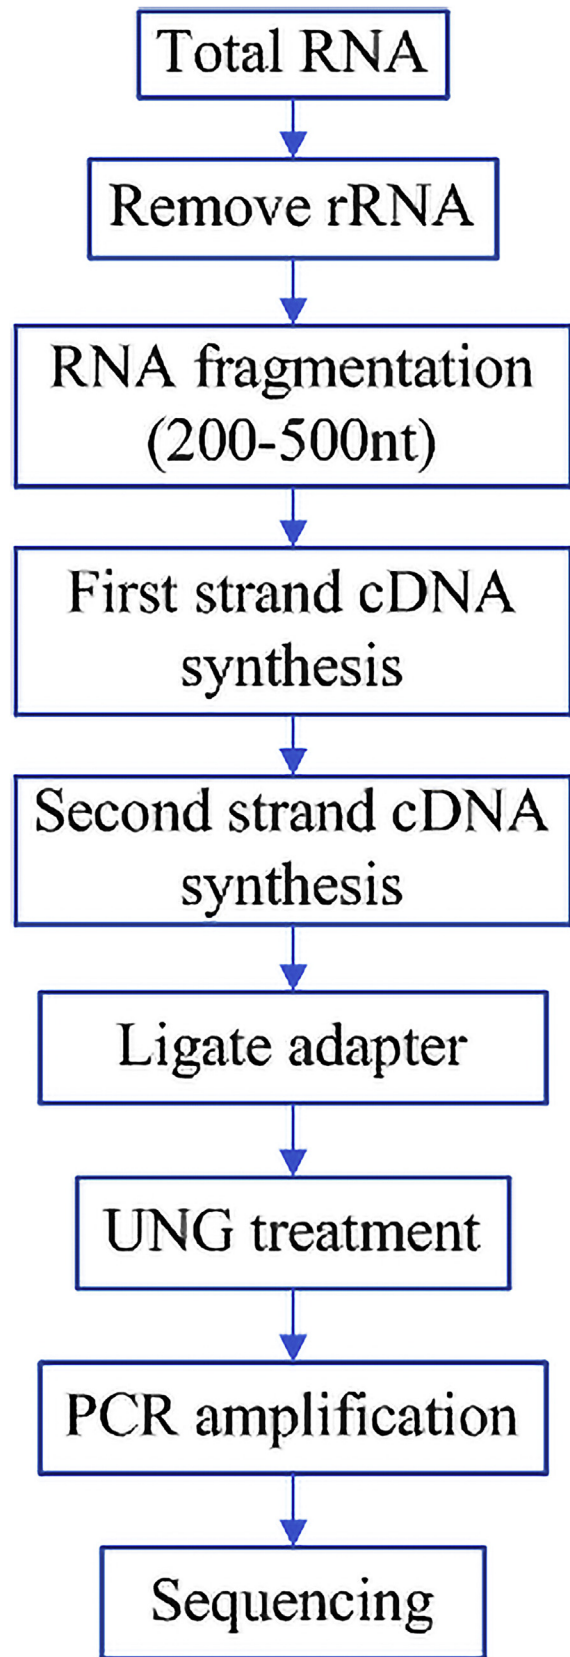 Total RNA
Remove rRNA
RNA fragmentation
(200-500nt)
First strand cDNA
synthesis
Second strand cDNA
synthesis
Ligate adapter
UNG treatment
PCR amplification
Sequencing